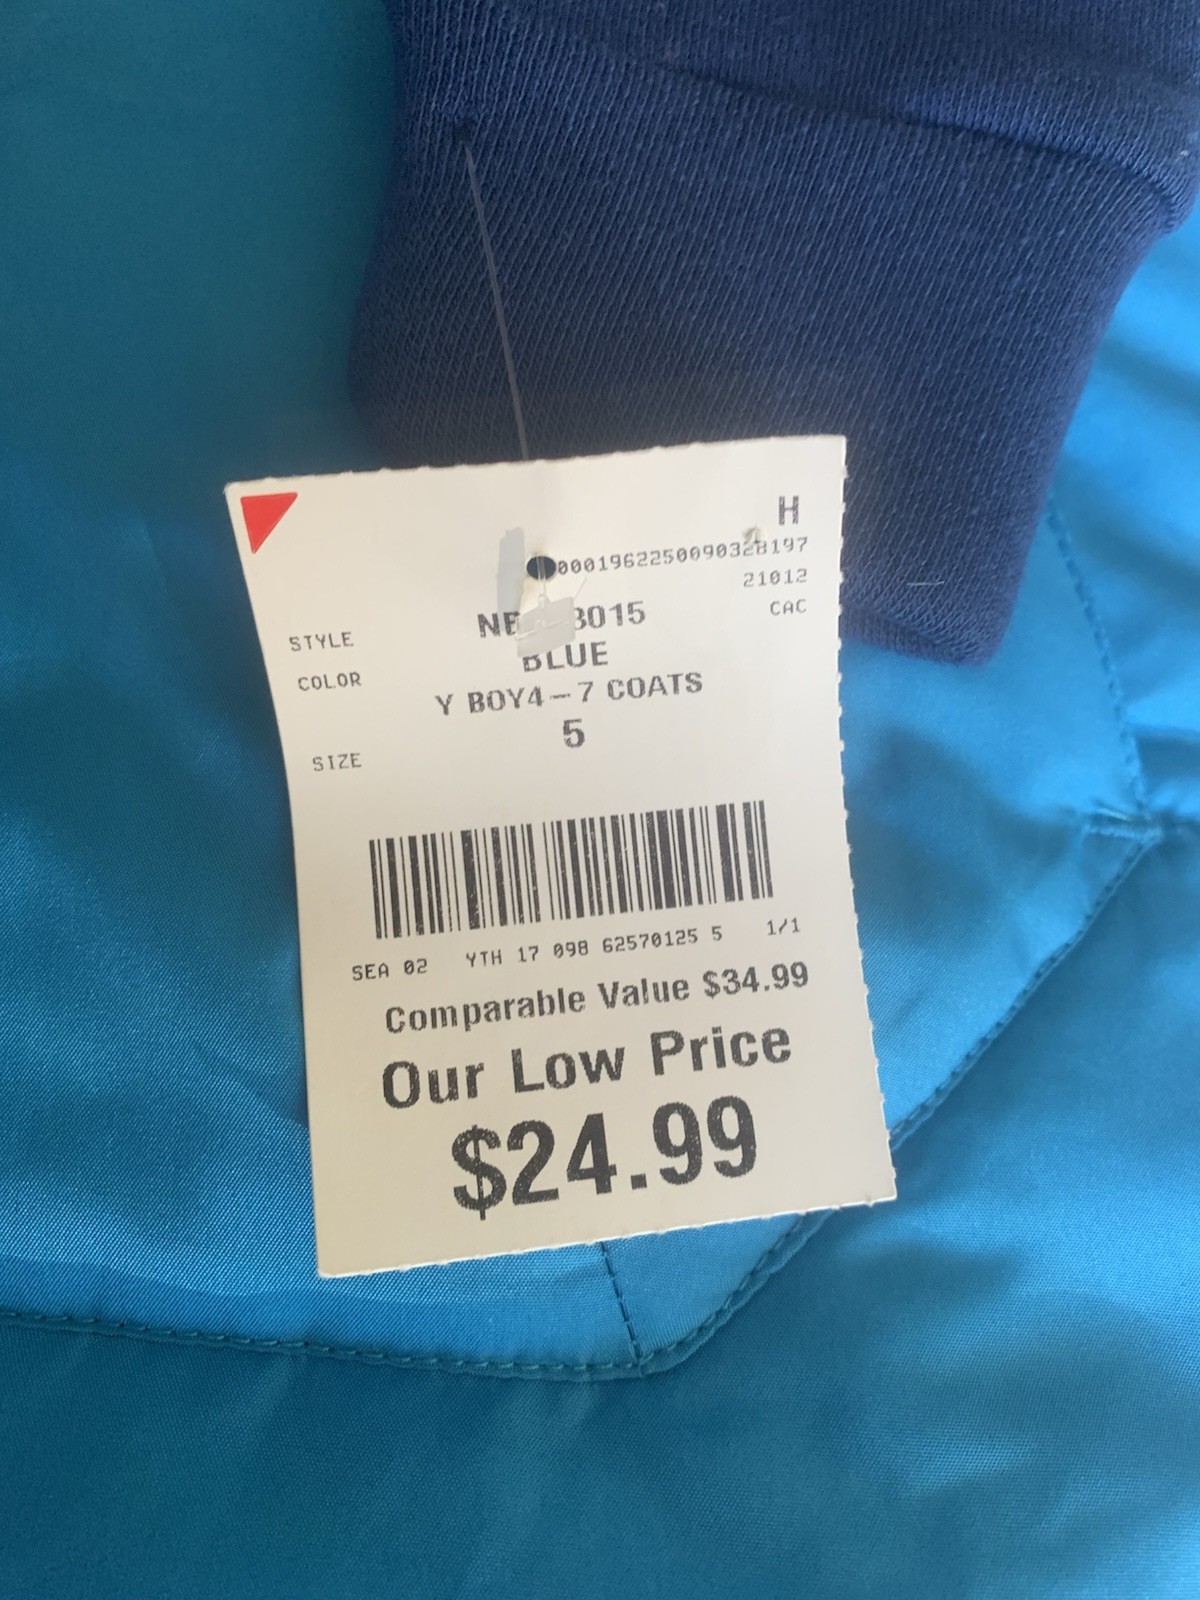 H
0001962250090328197
21012
STYLE CAC
COLOR BLUE
Y BOY4-7 COATS
SIZE 5
SEA 02 YTH 17 098 62570125 5 1/1
Comparable Value $34.99
Our Low Price
$24.99